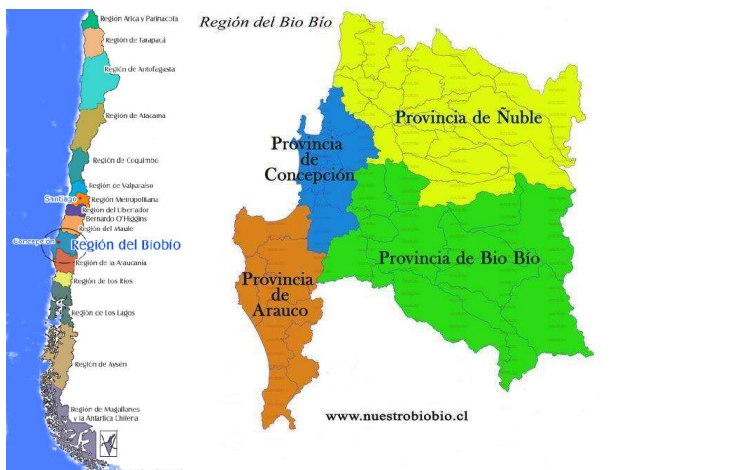 Región Arica y Parinacota
Región de Tarapacá
Región de Antofagasta
Región de Atacama
Región de Coquimbo
Región de Valparaíso
Santiago
Región Metropolitana
Región del Libertador
Bernardo O'Higgins
Región del Maule
Concepción
Región del Biobío
Región de la Araucanía
Región de Los Ríos
Región de Los Lagos
Región de Aysén
Región de Magallanes
y la Antártica Chilena
Región del Bio Bío
Provincia de Ñuble
Provincia
de
Concepción
Provincia de Bio Bío
Provincia
de
Arauco
www.nuestrobiobio.cl